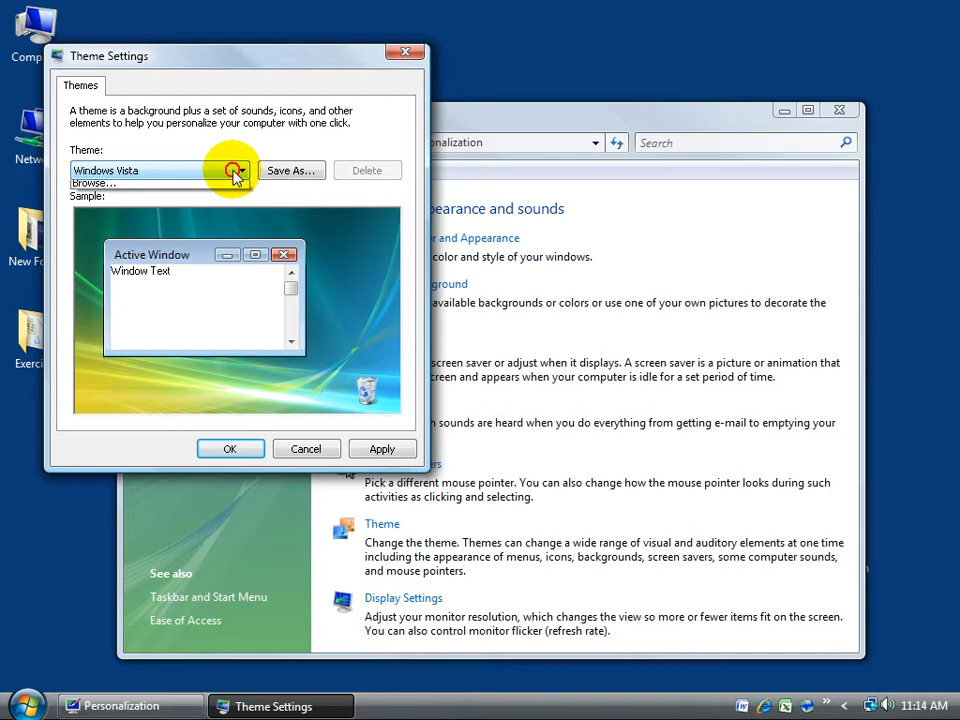 Comp
Netw
New Fo
Exerci
Theme Settings
Themes
A theme is a background plus a set of sounds, icons, and other
elements to help you personalize your computer with one click.
Theme:
Windows Vista
Save As...
Delete
Browse...
Sample:
Active Window
Window Text
OK
Cancel
Apply
onalization
Search
pearance and sounds
r and Appearance
color and style of your windows.
ground
available backgrounds or colors or use one of your own pictures to decorate the
screen saver or adjust when it displays. A screen saver is a picture or animation that
creen and appears when your computer is idle for a set period of time.
h sounds are heard when you do everything from getting e-mail to emptying your
ers
Pick a different mouse pointer. You can also change how the mouse pointer looks during such
activities as clicking and selecting.
Theme
Change the theme. Themes can change a wide range of visual and auditory elements at one time
including the appearance of menus, icons, backgrounds, screen savers, some computer sounds,
and mouse pointers.
Display Settings
Adjust your monitor resolution, which changes the view so more or fewer items fit on the screen.
You can also control monitor flicker (refresh rate).
See also
Taskbar and Start Menu
Ease of Access
Personalization
Theme Settings
11:14 AM